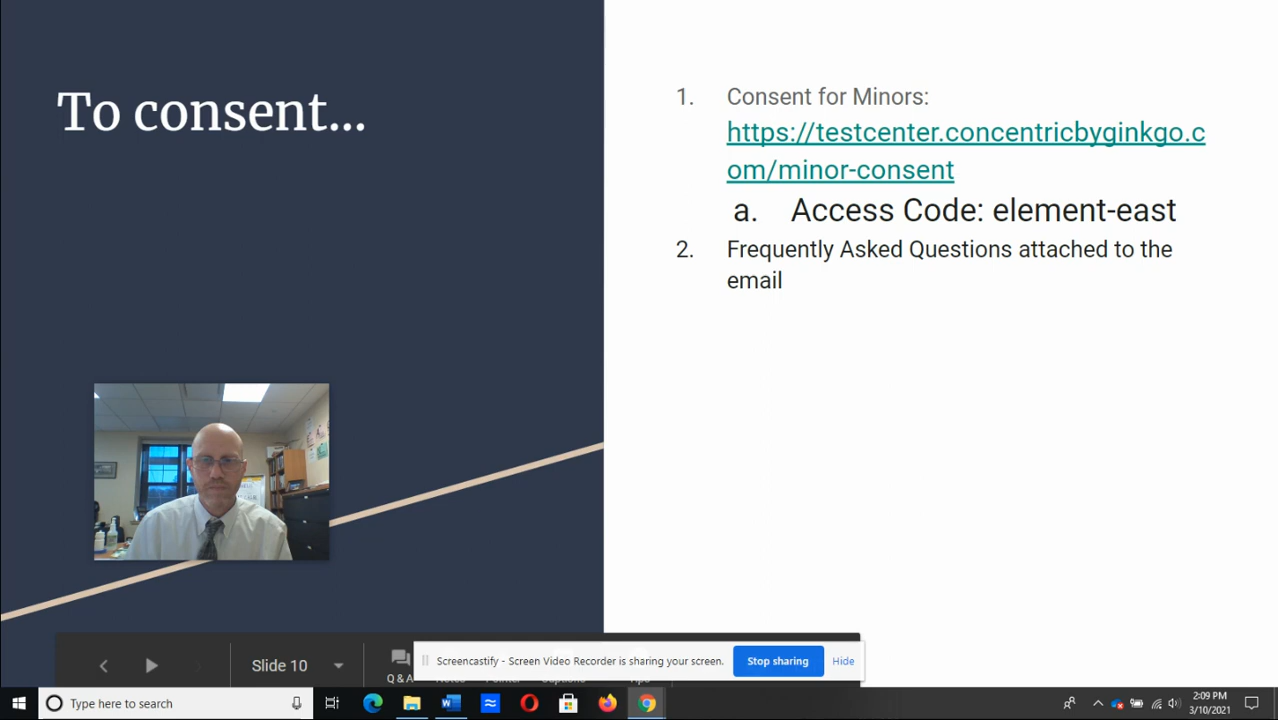 To consent...
1. Consent for Minors:
https://testcenter.concentricbyginkgo.c
om/minor-consent
a. Access Code: element-east
2. Frequently Asked Questions attached to the
email
Slide 10
Q & A
Screencastify - Screen Video Recorder is sharing your screen.
Stop sharing
Hide
Type here to search
2:09 PM
3/10/2021